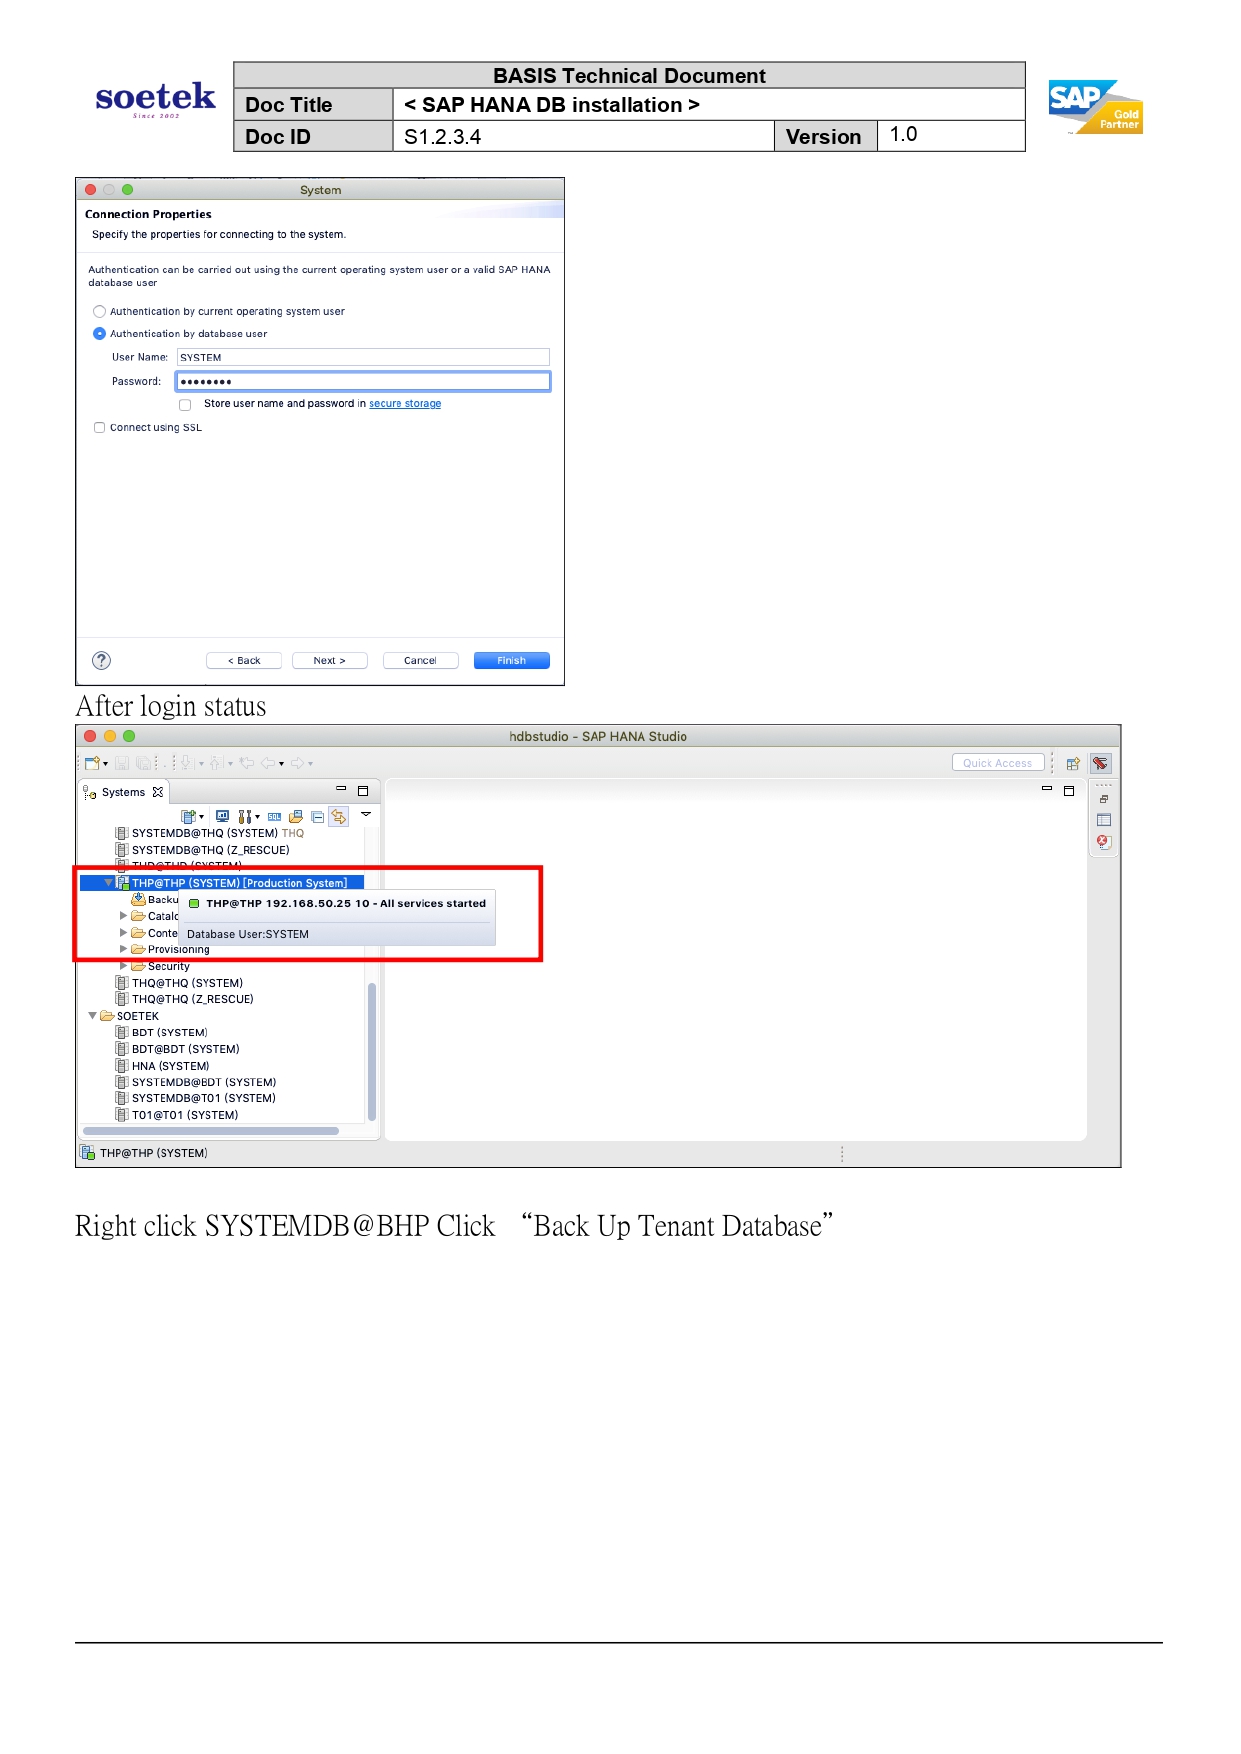 soetek
Since 2002
BASIS Technical Document
Doc Title < SAP HANA DB installation >
Doc ID S1.2.3.4 Version 1.0
SAP
Gold
Partner
System
Connection Properties
Specify the properties for connecting to the system.
Authentication can be carried out using the current operating system user or a valid SAP HANA
database user
Authentication by current operating system user
Authentication by database user
User Name: SYSTEM
Password: ••••••••
Store user name and password in secure storage
Connect using SSL
? < Back Next > Cancel Finish
After login status
hdbstudio - SAP HANA Studio
Quick Access
Systems
SQL
SYSTEMDB@THQ (SYSTEM) THQ
SYSTEMDB@THQ (Z_RESCUE)
THD@THD (SYSTEM)
THP@THP (SYSTEM) [Production System]
Backu
THP@THP 192.168.50.25 10 - All services started
Catalo
Conte
Database User:SYSTEM
Provisioning
Security
THQ@THQ (SYSTEM)
THQ@THQ (Z_RESCUE)
SOETEK
BDT (SYSTEM)
BDT@BDT (SYSTEM)
HNA (SYSTEM)
SYSTEMDB@BDT (SYSTEM)
SYSTEMDB@T01 (SYSTEM)
T01@T01 (SYSTEM)
THP@THP (SYSTEM)
Right click SYSTEMDB@BHP Click “Back Up Tenant Database”